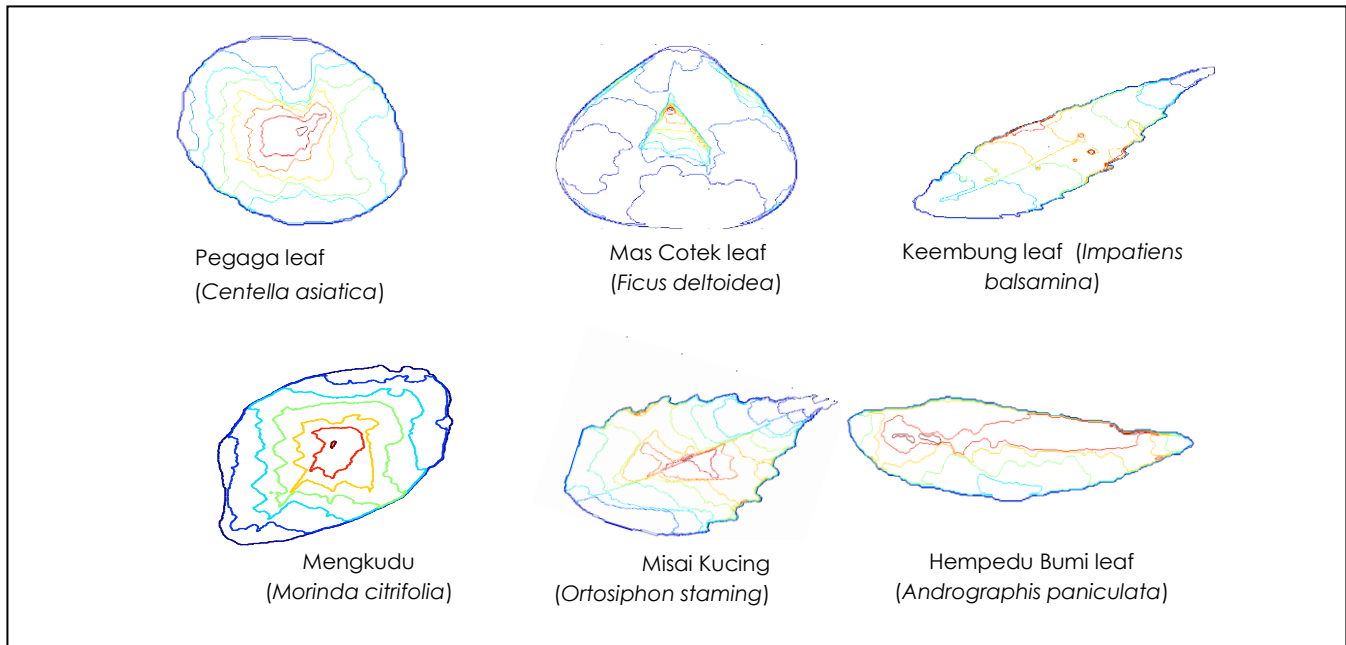 Pegaga leaf
(Centella asiatica)
Mas Cotek leaf
(Ficus deltoidea)
Keembung leaf (Impatiens
balsamina)
Mengkudu
(Morinda citrifolia)
Misai Kucing
(Ortosiphon staming)
Hempedu Bumi leaf
(Andrographis paniculata)